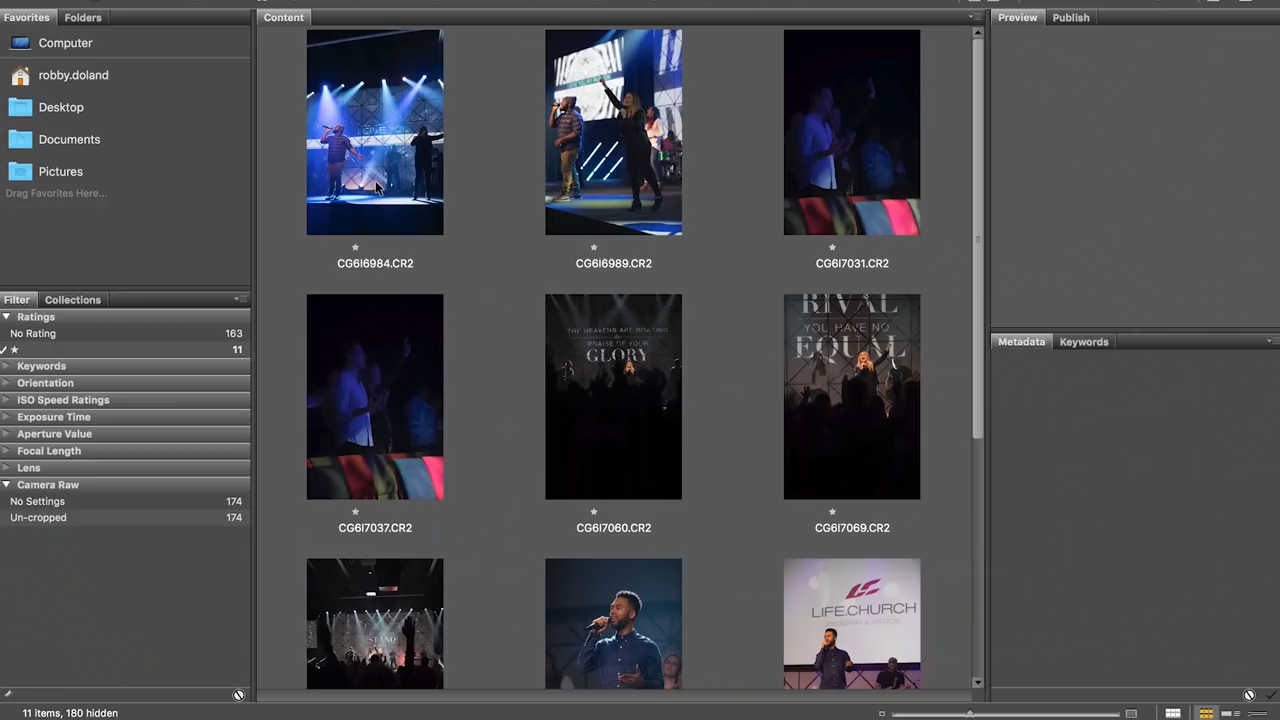 Favorites Folders
Computer
robby.doland
Desktop
Documents
Pictures
Drag Favorites Here...
Filter Collections
Ratings
No Rating 163
11
Keywords
Orientation
ISO Speed Ratings
Exposure Time
Aperture Value
Focal Length
Lens
Camera Raw
No Settings 174
Un-cropped 174
Content
CG6I6984.CR2
CG6I6989.CR2
CG6I7031.CR2
THE HEAVENS ARE ROARING
PRAISE OF YOUR
GLORY
RIVAL
YOU HAVE NO
EQUAL
CG6I7037.CR2
CG6I7060.CR2
CG6I7069.CR2
STAND
LIFE.CHURCH
Preview Publish
Metadata Keywords
11 items, 180 hidden